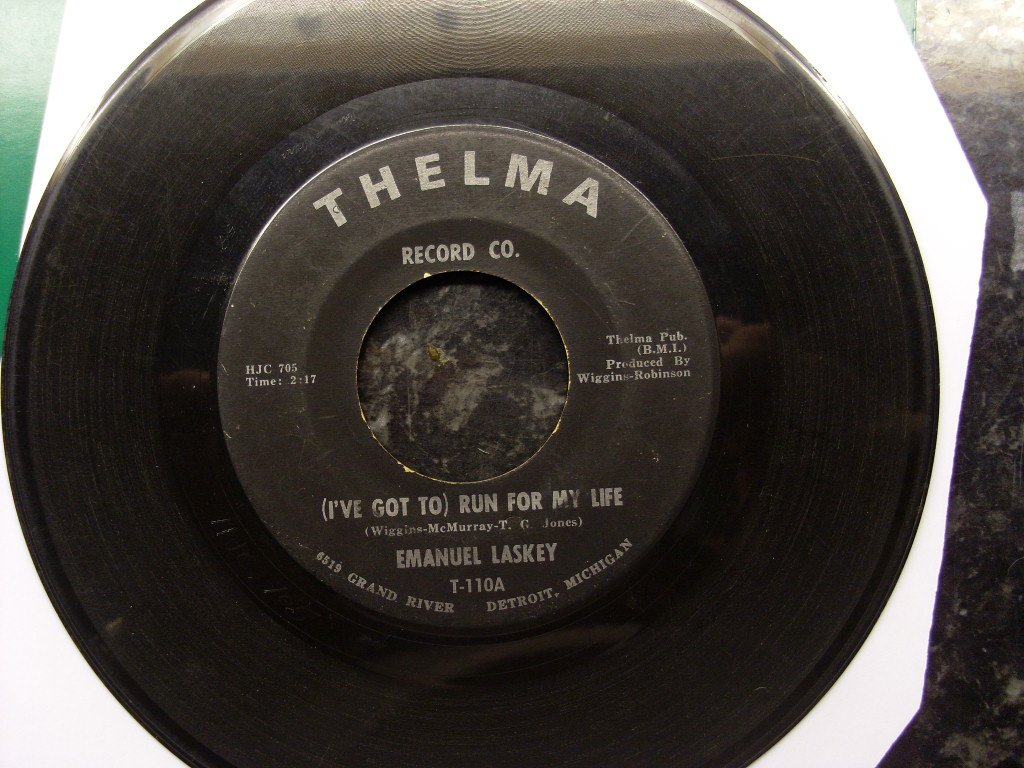 THELMA
RECORD CO.
HJC 705
Time: 2:17
Thelma Pub.
(B.M.I.)
Produced By
Wiggins-Robinson
(I'VE GOT TO) RUN FOR MY LIFE
(Wiggins-McMurray-T. G. Jones)
EMANUEL LASKEY
T-110A
6519 GRAND RIVER DETROIT, MICHIGAN